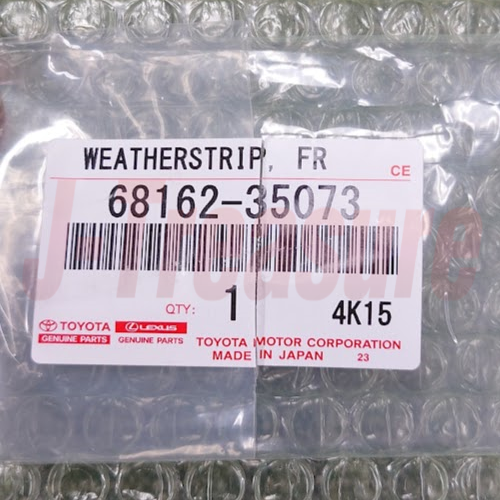 WEATHERSTRIP, FR
CE
68162-35073
J-Treasure
QTY: 1
4K15
TOYOTA
GENUINE PARTS
LEXUS
GENUINE PARTS
TOYOTA MOTOR CORPORATION
MADE IN JAPAN 23